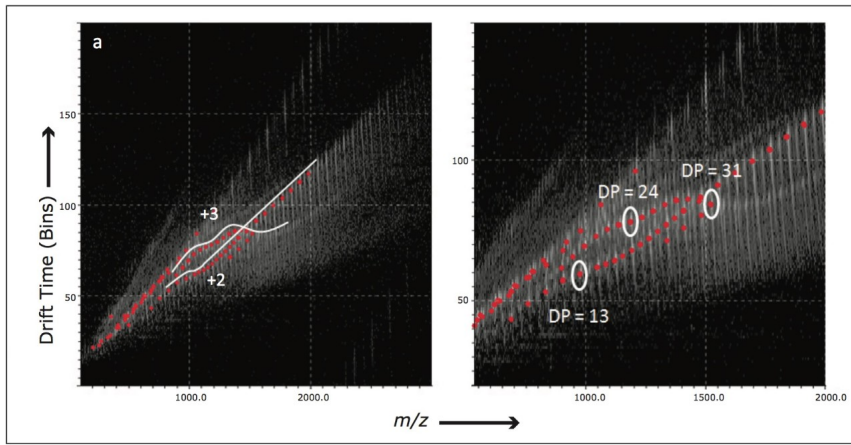 a
150
100
50
+3
+2
1000.0
2000.0
Drift Time (Bins)
100
50
DP = 24
DP = 31
DP = 13
1000.0
1500.0
2000.0
m/z